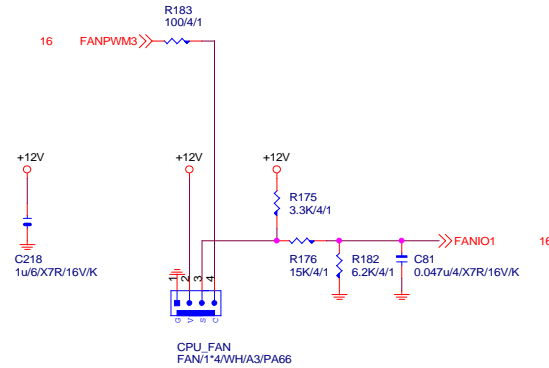 R183
100/4/1
16 FANPWM3
+12V +12V +12V
R175
3.3K/4/1
FANIO1 16
C218
1u/6/X7R/16V/K
R176
15K/4/1
R182
6.2K/4/1
C81
0.047u/4/X7R/16V/K
1 2 3 4
G V S C
CPU_FAN
FAN/1*4/WH/A3/PA66